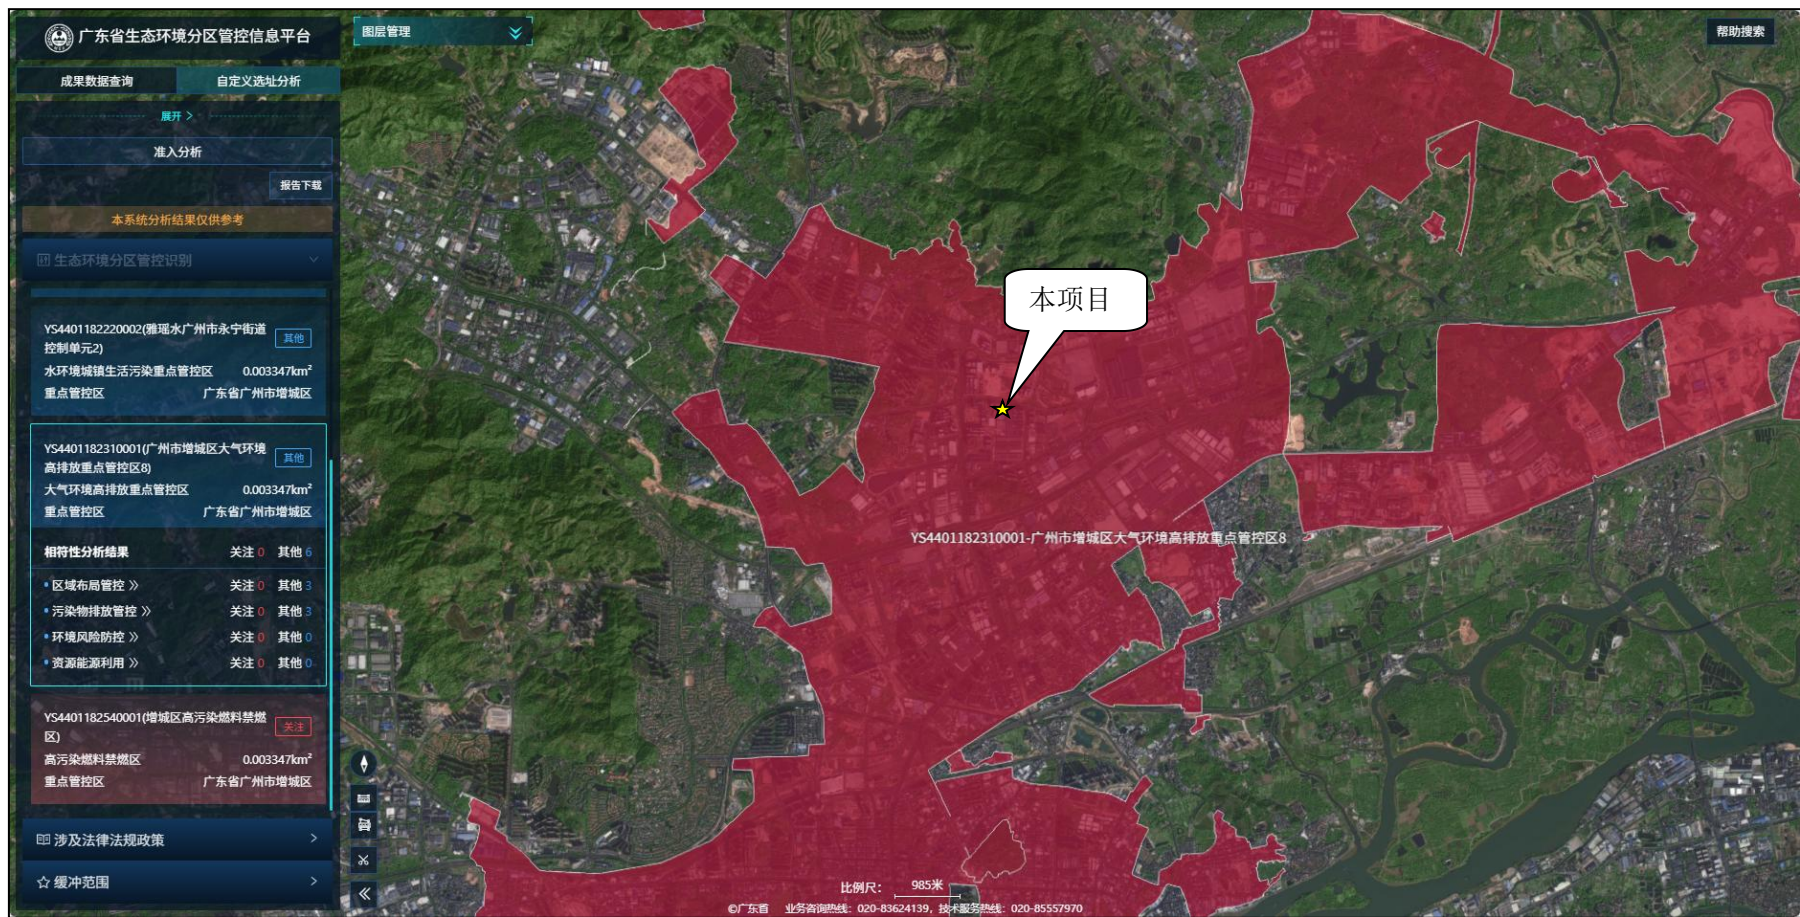 广东省生态环境分区管控信息平台
成果数据查询
自定义选址分析
展开 >
准入分析
报告下载
本系统分析结果仅供参考
生态环境分区管控识别
YS4401182220002(雅瑶水广州市永宁街道
控制单元2)
其他
水环境城镇生活污染重点管控区 0.003347km²
重点管控区 广东省广州市增城区
YS4401182310001(广州市增城区大气环境
高排放重点管控区8)
其他
大气环境高排放重点管控区 0.003347km²
重点管控区 广东省广州市增城区
相符性分析结果 关注 0 其他 6
区域布局管控 关注 0 其他 3
污染物排放管控 关注 0 其他 3
环境风险防控 关注 0 其他 0
资源能源利用 关注 0 其他 0
YS4401182540001(增城区高污染燃料禁燃
区)
关注
高污染燃料禁燃区 0.003347km²
重点管控区 广东省广州市增城区
涉及法律法规政策
缓冲范围
图层管理
帮助搜索
本项目
YS4401182310001-广州市增城区大气环境高排放重点管控区8
比例尺： 985米
©广东省 业务咨询热线：020-83624139，技术服务热线：020-85557970